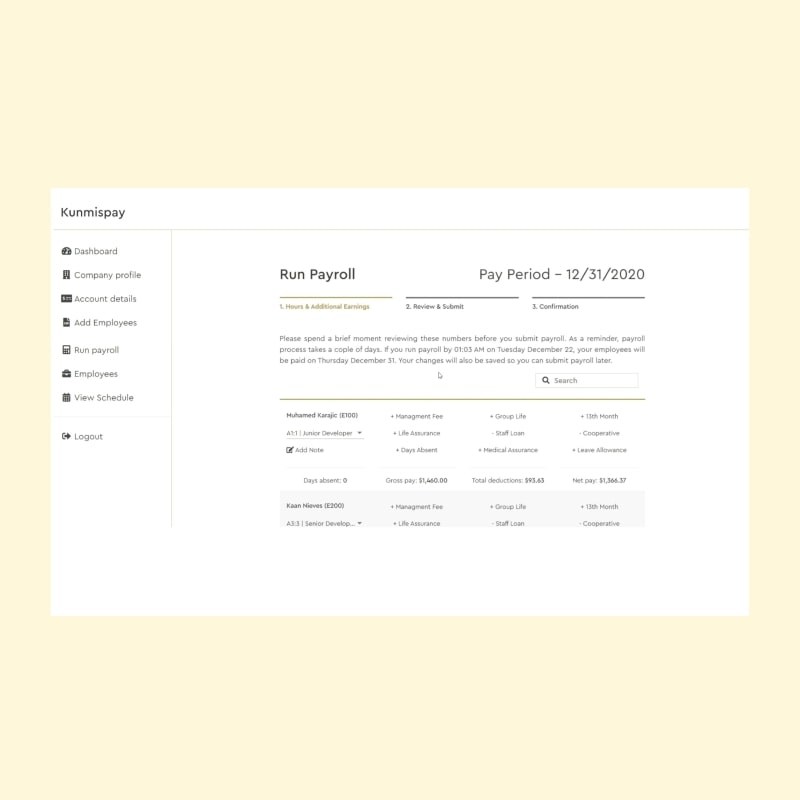 Kunmispay
Dashboard
Company profile
Account details
Add Employees
Run payroll
Employees
View Schedule
Logout
Run Payroll
Pay Period – 12/31/2020
1. Hours & Additional Earnings
2. Review & Submit
3. Confirmation
Please spend a brief moment reviewing these numbers before you submit payroll. As a reminder, payroll
process takes a cople of days. If you run payroll by 01:03 AM on Tuesday December 22, your employees will
be paid on Thursday December 31. Your changes will also be saved so you can submit payroll later.
Search
Muhamed Karajic (E100)
+ Managment Fee
+ Group Life
+ 13th Month
A1:1 | Junior Developer
+ Life Assurance
- Staff Loan
- Cooperative
Add Note
+ Days Absent
+ Medical Assurance
+ Leave Allowance
Days absent: 0
Gross pay: $1,460.00
Total deductions: $93.63
Net pay: $1,366.37
Kaan Nieves (E200)
+ Managment Fee
+ Group Life
+ 13th Month
A3:3 | Senior Develop...
+ Life Assurance
- Staff Loan
- Cooperative